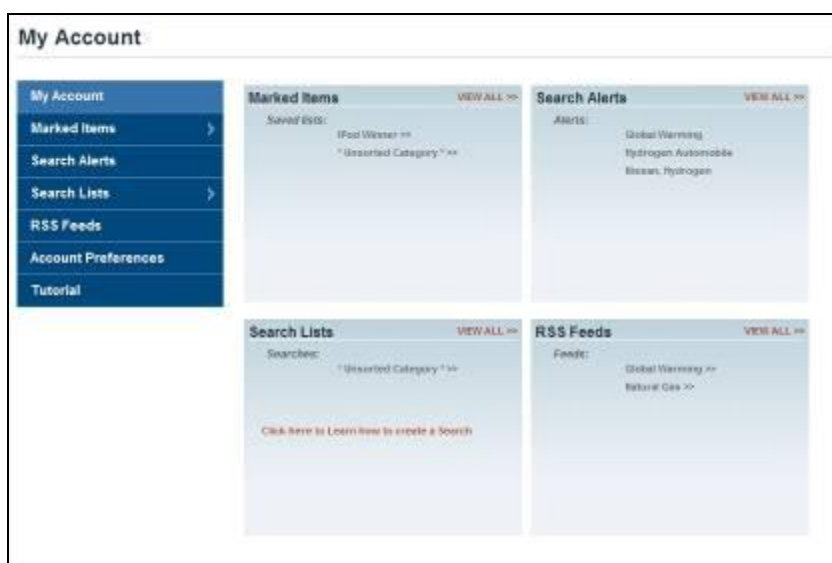 My Account
My Account
Marked Items
Search Alerts
Search Lists
RSS Feeds
Account Preferences
Tutorial
Marked Items VIEW ALL >>
Saved lists:
iPod Winner >>
* Unsorted Category * >>
Search Alerts VIEW ALL >>
Alerts:
Global Warming
Hydrogen Automobile
Nissan, Hydrogen
Search Lists VIEW ALL >>
Searches:
* Unsorted Category * >>
Click here to Learn how to create a Search
RSS Feeds VIEW ALL >>
Feeds:
Global Warming >>
Natural Gas >>